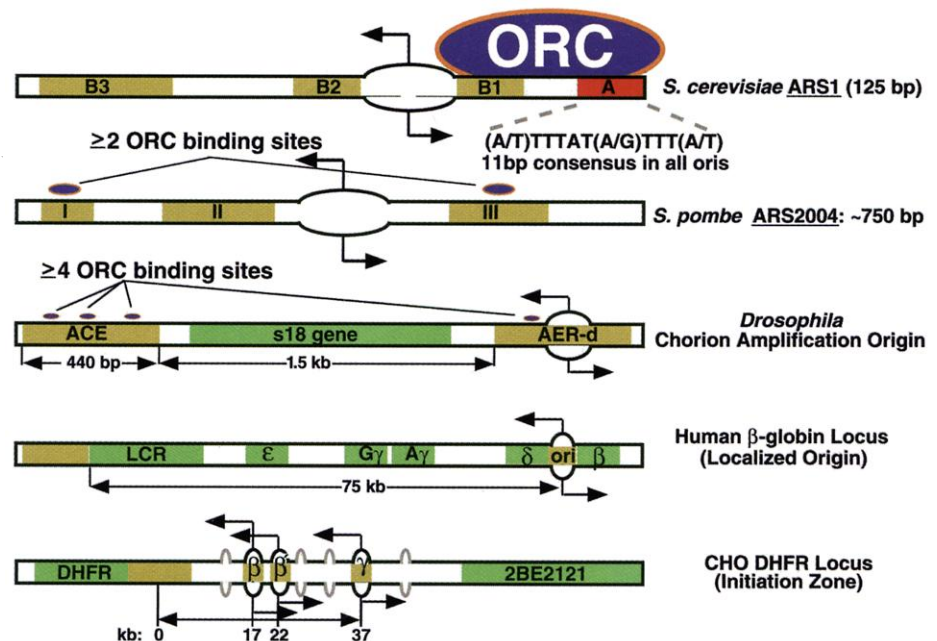 ORC
B3 B2 B1 A
S. cerevisiae ARS1 (125 bp)
(A/T)TTTAT(A/G)TTT(A/T)
11bp consensus in all oris
≥2 ORC binding sites
I II III
S. pombe ARS2004: ~750 bp
≥4 ORC binding sites
ACE s18 gene AER-d
Drosophila
Chorion Amplification Origin
440 bp 1.5 kb
LCR ε Gγ Aγ δ ori β
Human β-globin Locus
(Localized Origin)
75 kb
DHFR β β' γ 2BE2121
CHO DHFR Locus
(Initiation Zone)
kb: 0 17 22 37